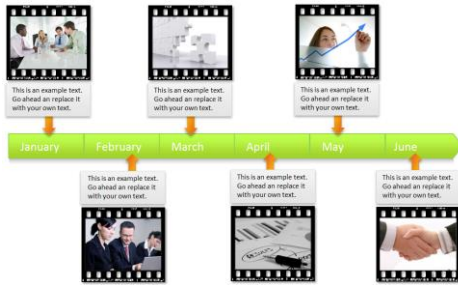 This is an example text.
Go ahead an replace it
with your own text.
This is an example text.
Go ahead an replace it
with your own text.
This is an example text.
Go ahead an replace it
with your own text.
January
February
March
April
May
June
This is an example text.
Go ahead an replace it
with your own text.
This is an example text.
Go ahead an replace it
with your own text.
This is an example text.
Go ahead an replace it
with your own text.
RESULTS